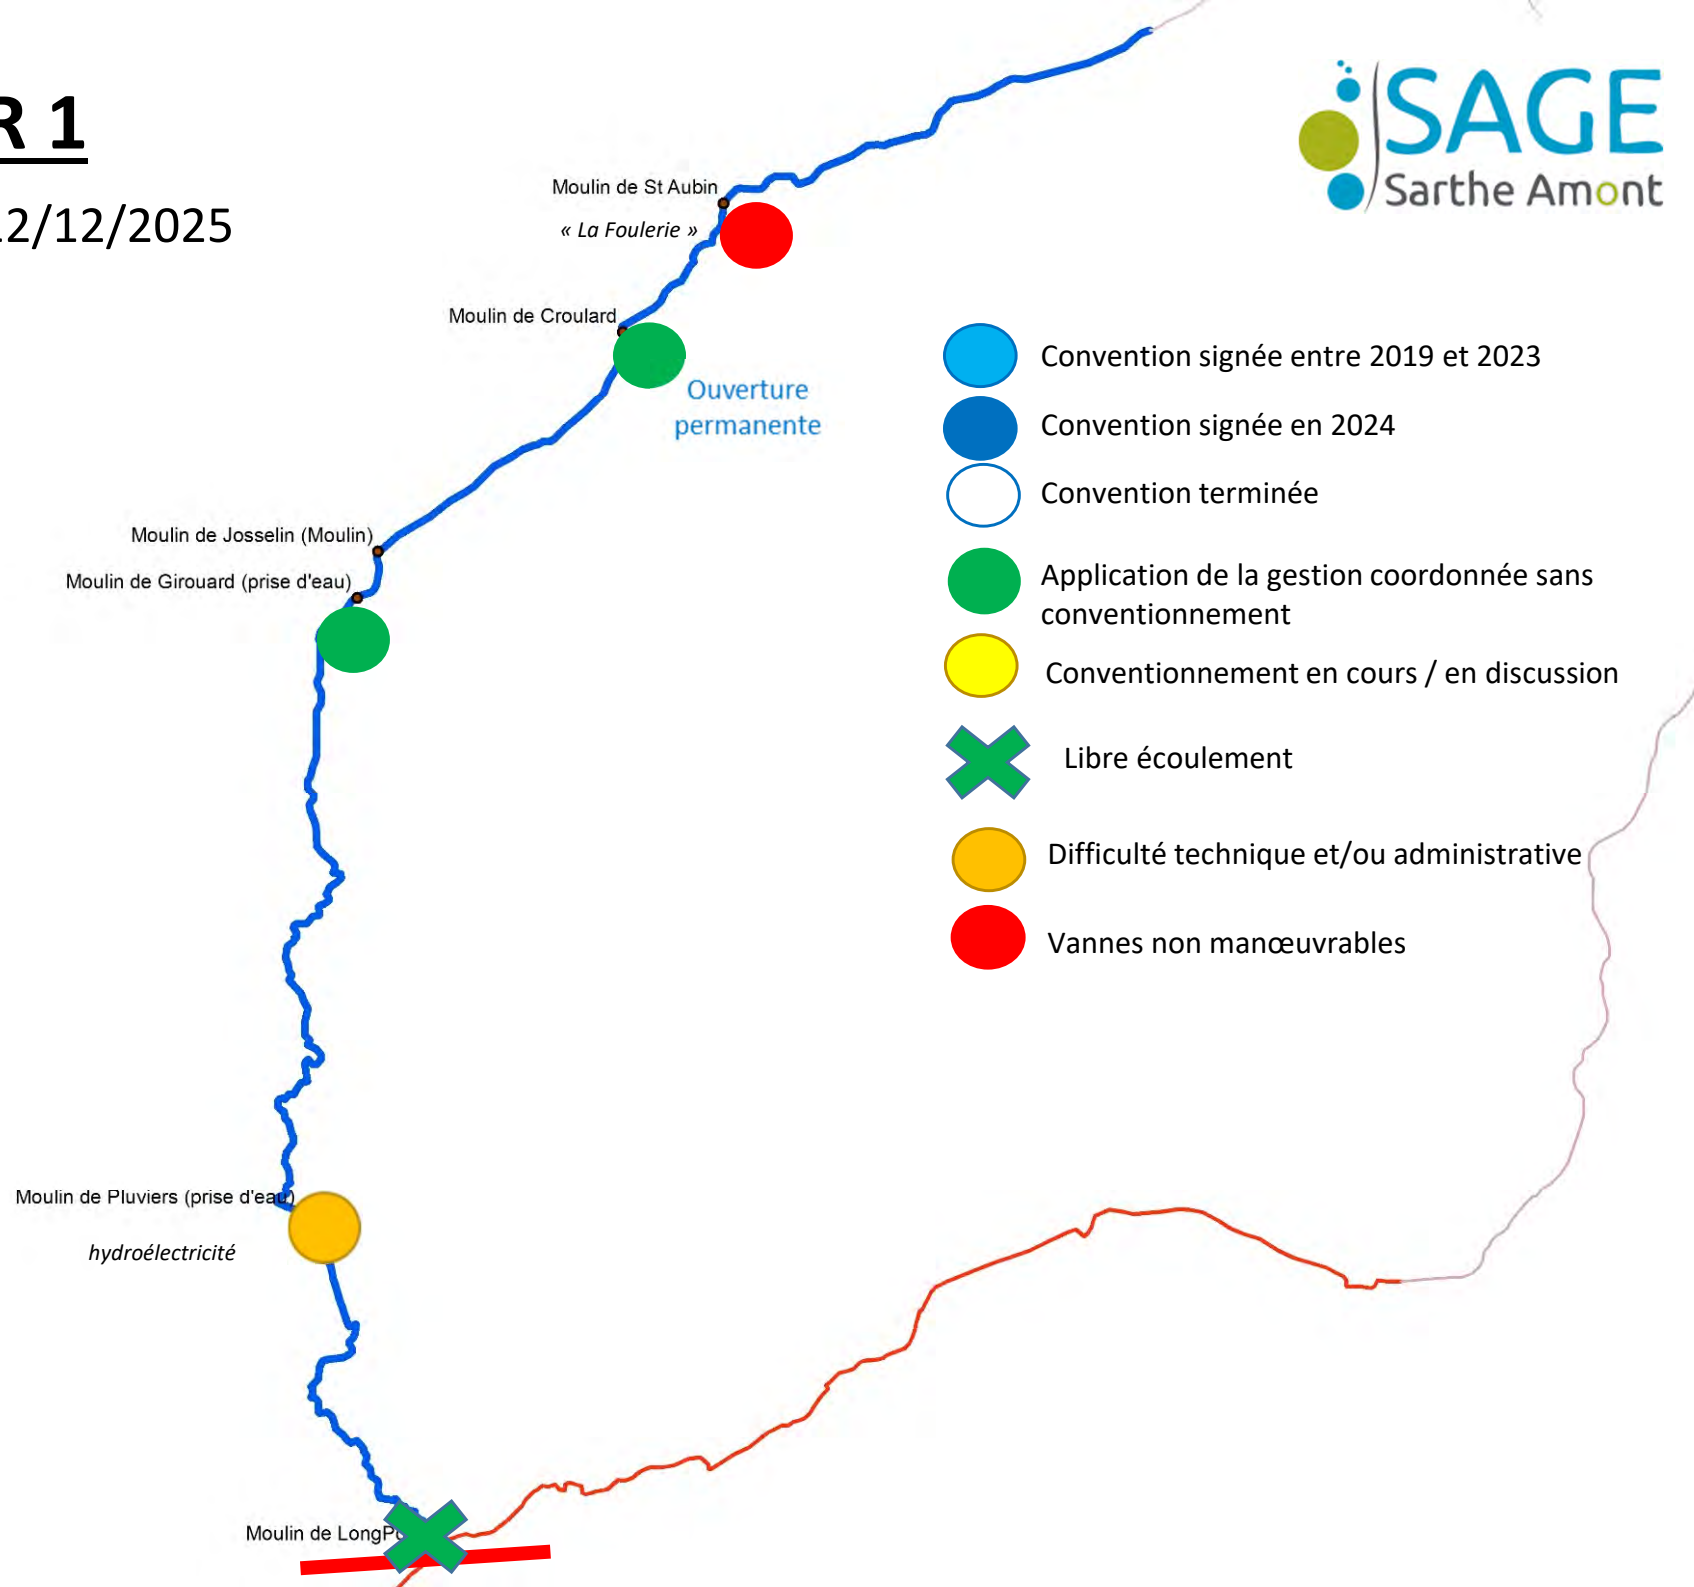 R 1
12/12/2025
SAGE
Sarthe Amont
Moulin de St Aubin
« La Foulerie »
Moulin de Croulard
Ouverture
permanente
Moulin de Josselin (Moulin)
Moulin de Girouard (prise d'eau)
Moulin de Pluviers (prise d'eau)
hydroélectricité
Moulin de
Convention signée entre 2019 et 2023
Convention signée en 2024
Convention terminée
Application de la gestion coordonnée sans
conventionnement
Conventionnement en cours / en discussion
Libre écoulement
Difficulté technique et/ou administrative
Vannes non manœuvrables